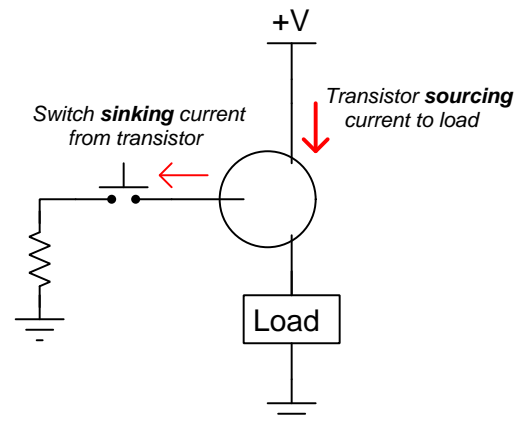 +V
Switch sinking current
from transistor
Transistor sourcing
current to load
Load